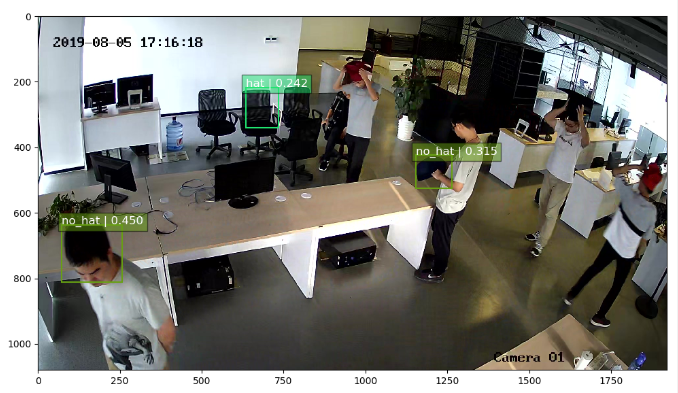 2019-08-05 17:16:18
hat | 0.242
no_hat | 0.315
no_hat | 0.450
Camera 01
0
200
400
600
800
1000
0 250 500 750 1000 1250 1500 1750